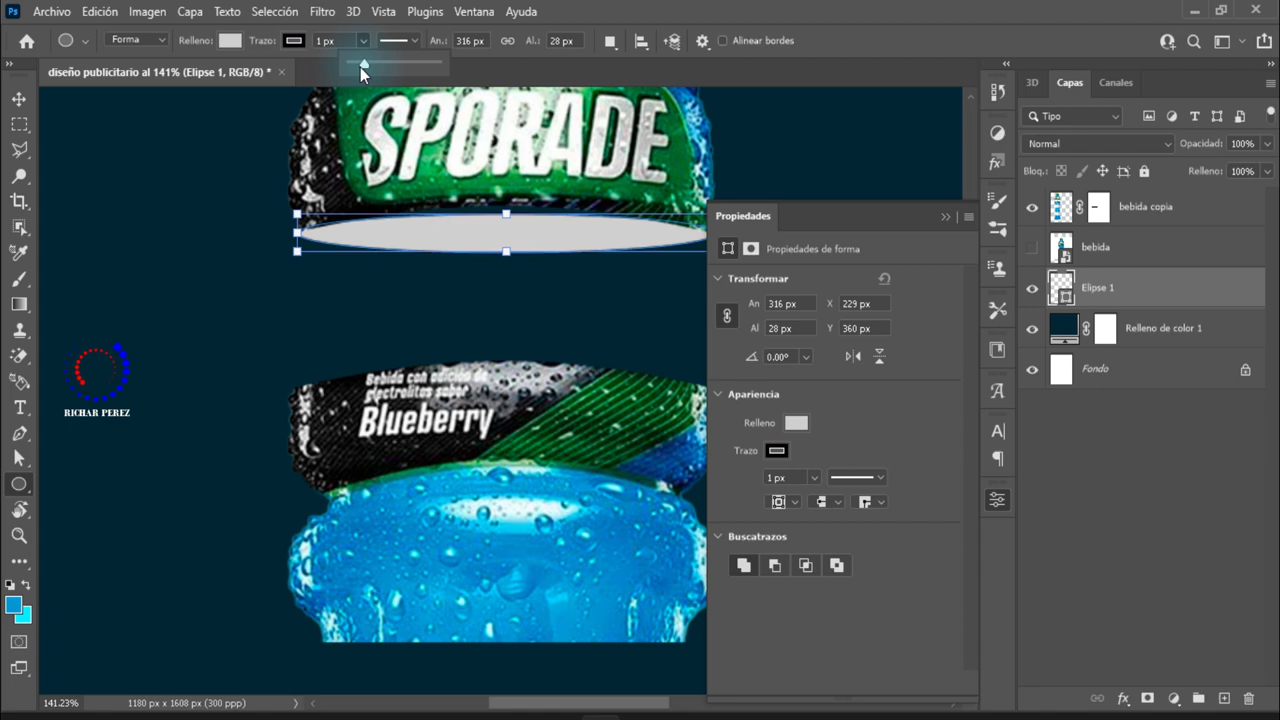 Ps Archivo Edición Imagen Capa Texto Selección Filtro 3D Vista Plugins Ventana Ayuda
Forma Relleno: Trazo: 1 px An.: 316 px Al.: 28 px Alinear bordes
diseño publicitario al 141% (Elipse 1, RGB/8) *
3D Capas Canales
Tipo
Normal Opacidad: 100%
Bloq.: Relleno: 100%
bebida copia
bebida
Elipse 1
Relleno de color 1
Fondo
SPORADE
Propiedades
Propiedades de forma
Transformar
An 316 px X 229 px
Al 28 px Y 360 px
0.00°
Apariencia
Relleno
Trazo
1 px
Buscatrazos
RICHAR PEREZ
Bebida con adición de
electrolitos sabor
Blueberry
141.23% 1180 px x 1608 px (300 ppp)